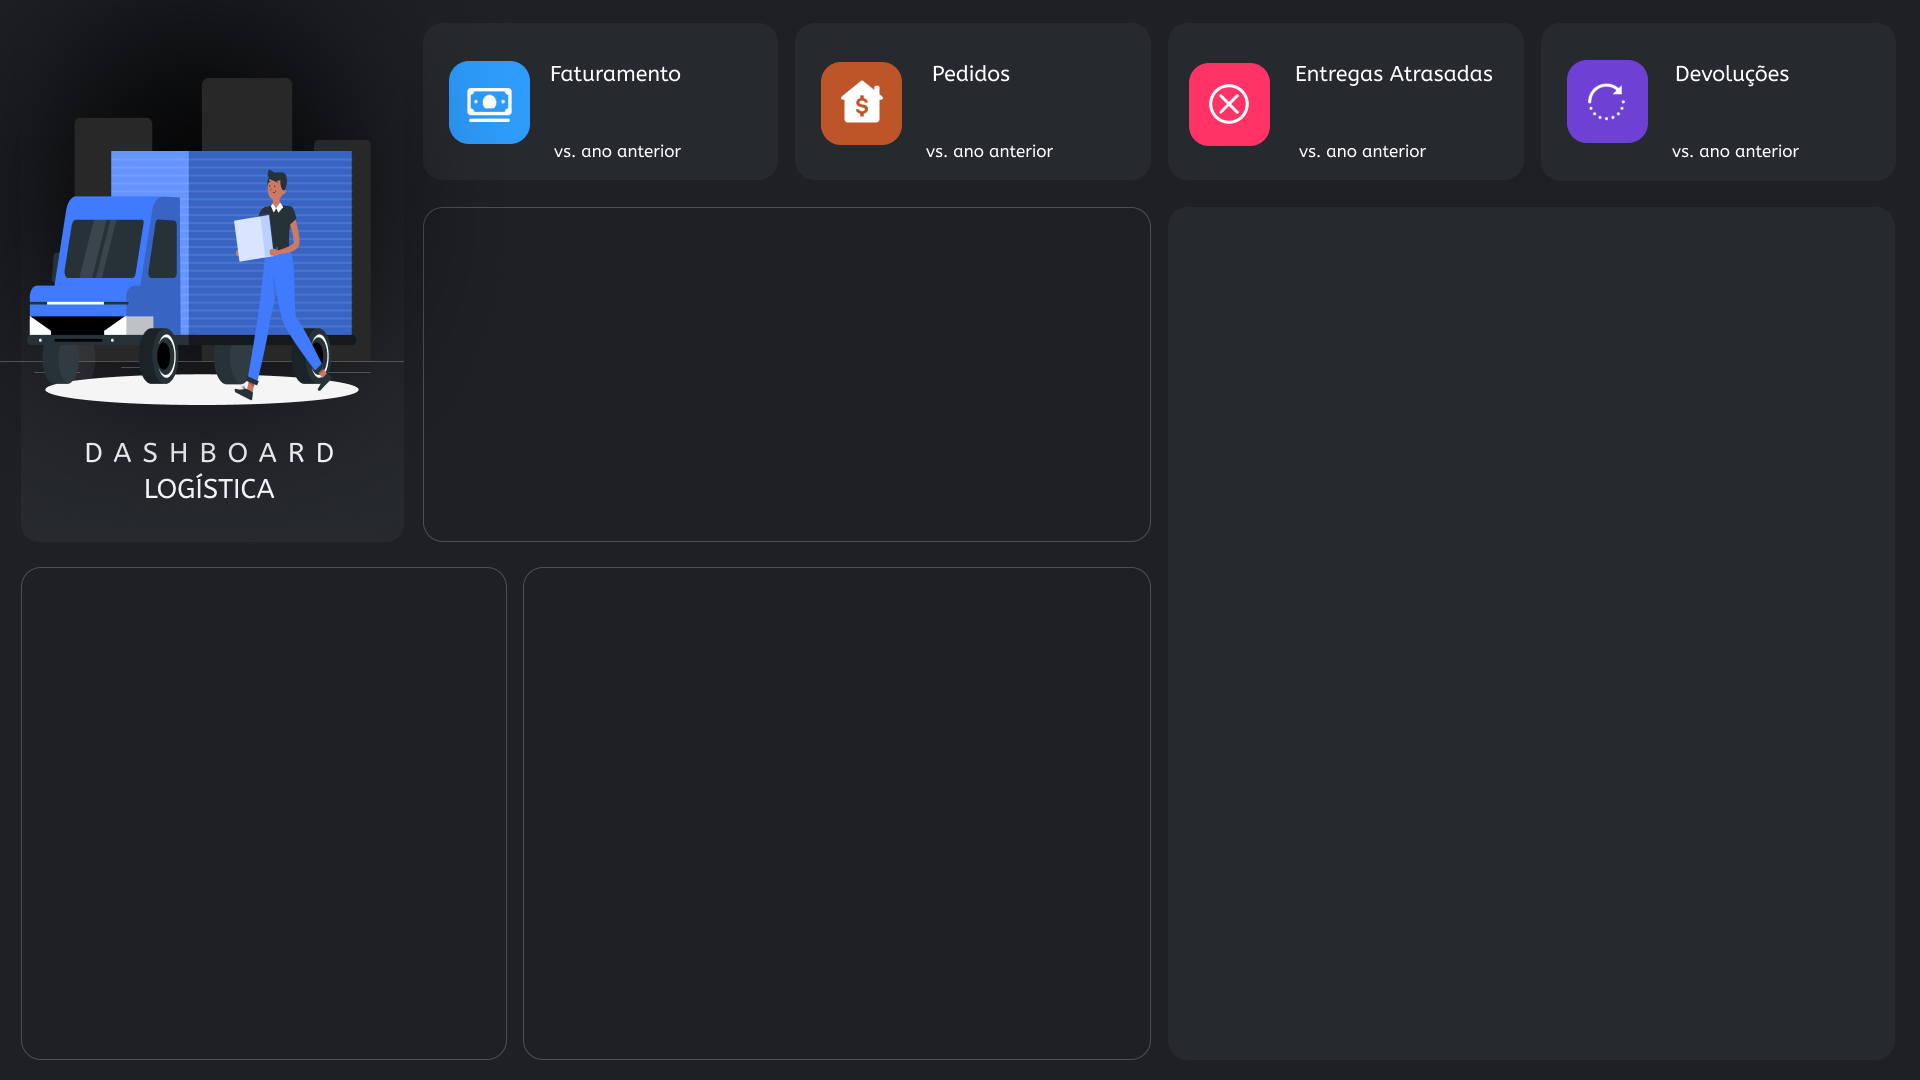 Faturamento
vs. ano anterior
Pedidos
$
vs. ano anterior
Entregas Atrasadas
vs. ano anterior
Devoluções
vs. ano anterior
DASHBOARD
LOGÍSTICA